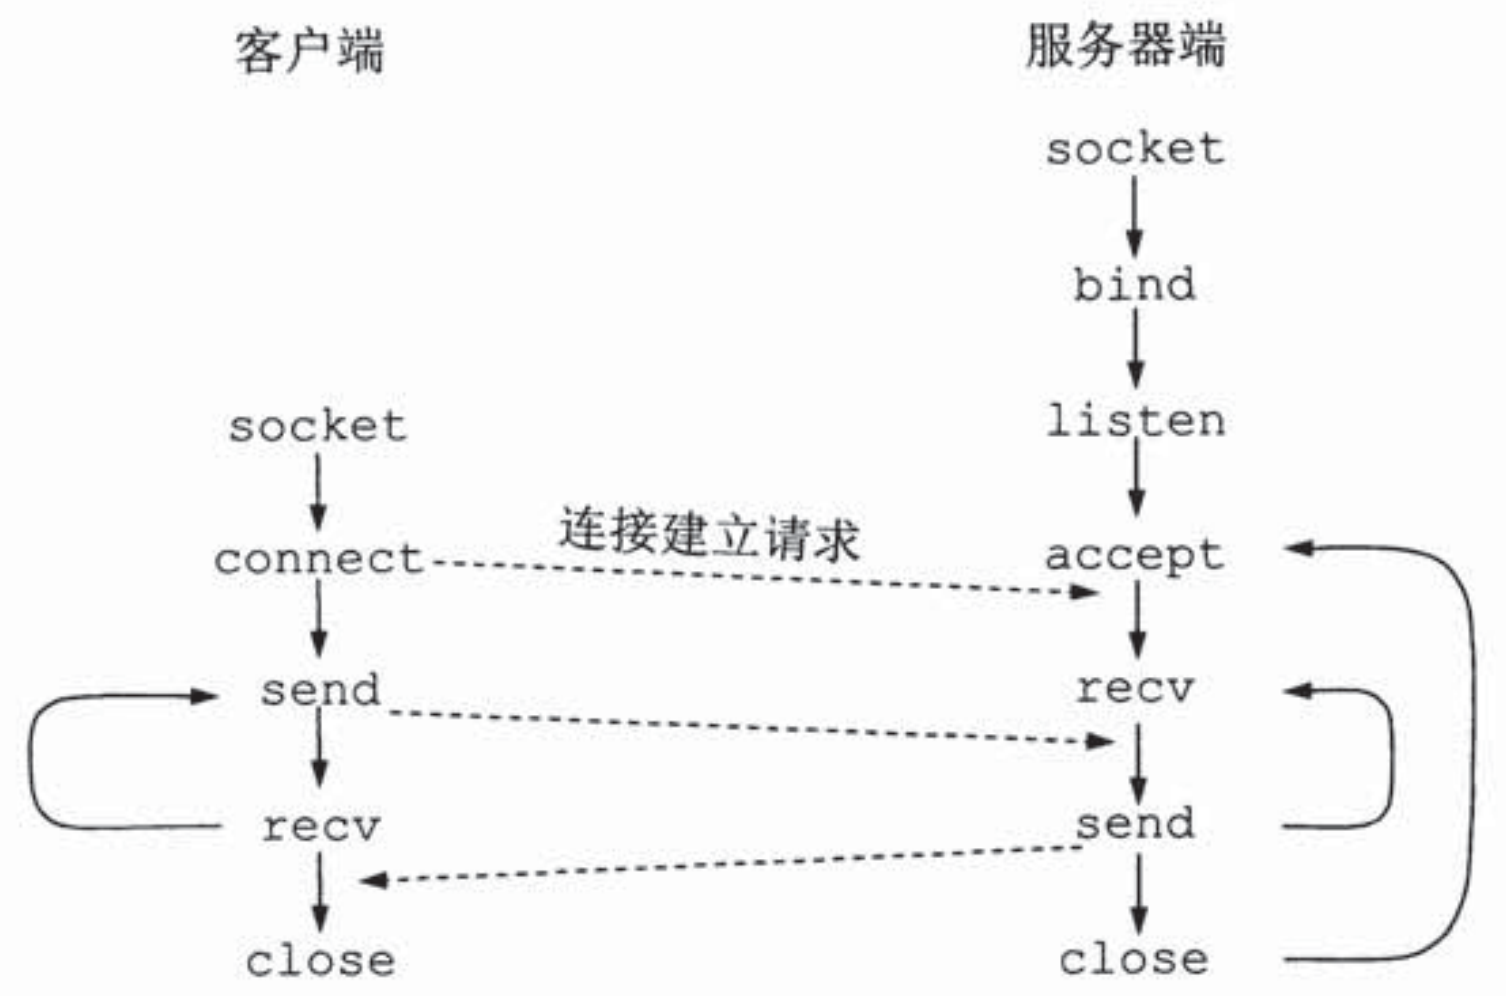 客户端
服务器端
socket
bind
listen
socket
连接建立请求
connect
accept
send
recv
recv
send
close
close